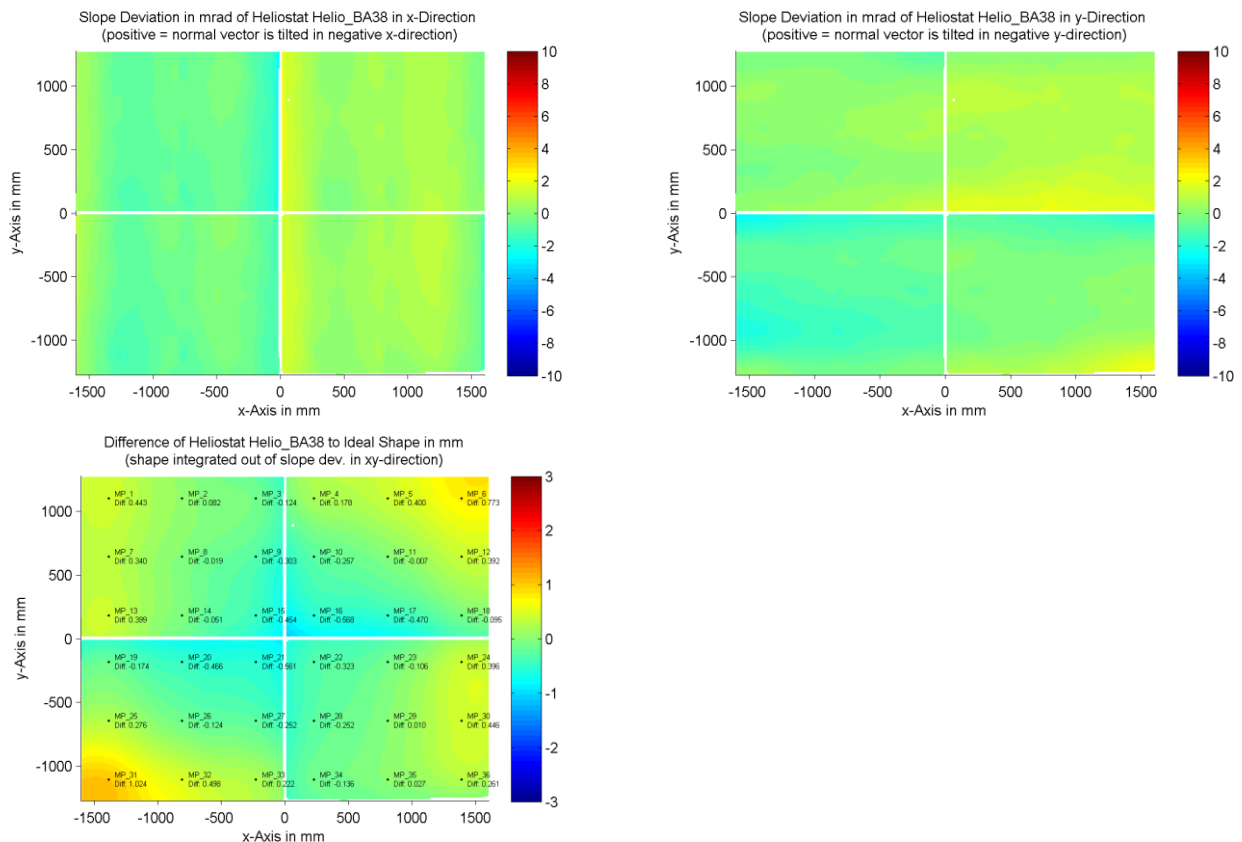 Slope Deviation in mrad of Heliostat Helio_BA38 in x-Direction
(positive = normal vector is tilted in negative x-direction)
1000
500
0
-500
-1000
y-Axis in mm
-1500 -1000 -500 0 500 1000 1500
x-Axis in mm
10
8
6
4
2
0
-2
-4
-6
-8
-10
Slope Deviation in mrad of Heliostat Helio_BA38 in y-Direction
(positive = normal vector is tilted in negative y-direction)
1000
500
0
-500
-1000
y-Axis in mm
-1500 -1000 -500 0 500 1000 1500
x-Axis in mm
10
8
6
4
2
0
-2
-4
-6
-8
-10
Difference of Heliostat Helio_BA38 to Ideal Shape in mm
(shape integrated out of slope dev. in xy-direction)
1000
500
0
-500
-1000
y-Axis in mm
MP_1 MP_2 MP_3 MP_4 MP_5 MP_6
Diff: 0.443 Diff: 0.082 Diff: -0.124 Diff: 0.178 Diff: 0.400 Diff: 0.773
MP_7 MP_8 MP_9 MP_10 MP_11 MP_12
Diff: 0.340 Diff: -0.019 Diff: -0.303 Diff: -0.257 Diff: -0.007 Diff: 0.392
MP_13 MP_14 MP_15 MP_16 MP_17 MP_18
Diff: 0.399 Diff: -0.051 Diff: -0.454 Diff: -0.568 Diff: -0.470 Diff: -0.095
MP_19 MP_20 MP_21 MP_22 MP_23 MP_24
Diff: -0.174 Diff: -0.466 Diff: -0.561 Diff: -0.323 Diff: -0.106 Diff: 0.396
MP_25 MP_26 MP_27 MP_28 MP_29 MP_30
Diff: 0.276 Diff: -0.124 Diff: -0.252 Diff: -0.252 Diff: 0.010 Diff: 0.446
MP_31 MP_32 MP_33 MP_34 MP_35 MP_36
Diff: 1.024 Diff: 0.498 Diff: 0.222 Diff: -0.136 Diff: 0.027 Diff: 0.261
-1500 -1000 -500 0 500 1000 1500
x-Axis in mm
3
2
1
0
-1
-2
-3